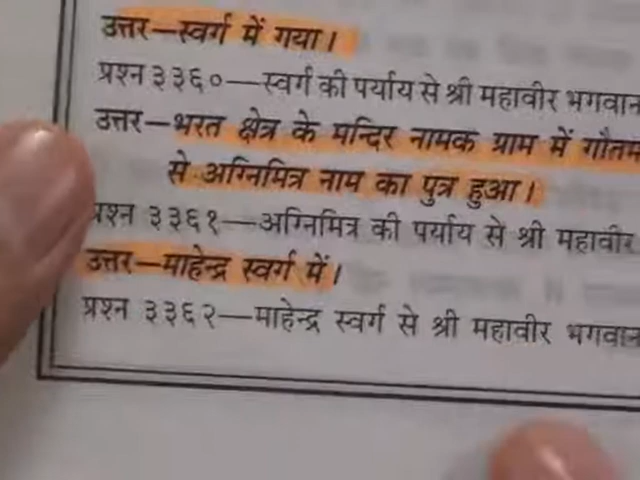 उत्तर—स्वर्ग में गया।
प्रश्न ३३६०—स्वर्ग की पर्याय से श्री महावीर भगवान
उत्तर—भरत क्षेत्र के मन्दिर नामक ग्राम में गौतम
से अग्निमित्र नाम का पुत्र हुआ।
प्रश्न ३३६१—अग्निमित्र की पर्याय से श्री महावीर
उत्तर—माहेन्द्र स्वर्ग में।
प्रश्न ३३६२—माहेन्द्र स्वर्ग से श्री महावीर भगवान